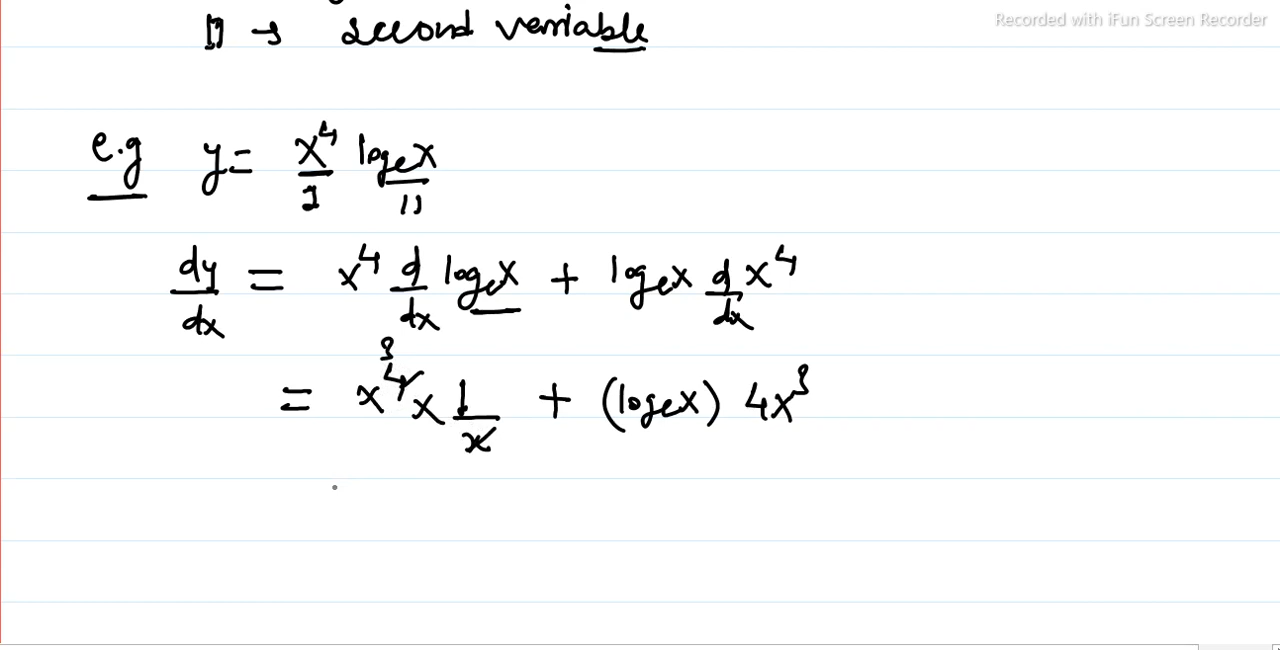 Recorded with iFun Screen Recorder
II → second verriable
e.g y = x⁴ logₑx
I II
dy/dx = x⁴ d/dx logₑx + logₑx d/dx x⁴
3
= x⁴ × 1/x + (logₑx) 4x³